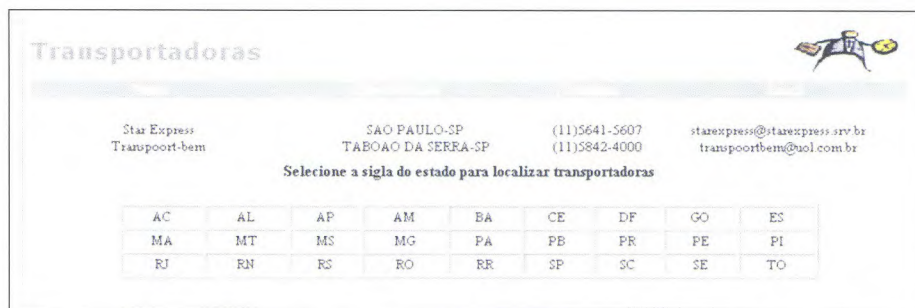 Transportadoras
Star Express SAO PAULO-SP (11)5641-5607 starexpress@starexpress.srv.br
Transpoort-bem TABOAO DA SERRA-SP (11)5842-4000 transpoortbem@uol.com.br
Selecione a sigla do estado para localizar transportadoras
AC AL AP AM BA CE DF GO ES
MA MT MS MG PA PB PR PE PI
RJ RN RS RO RR SP SC SE TO